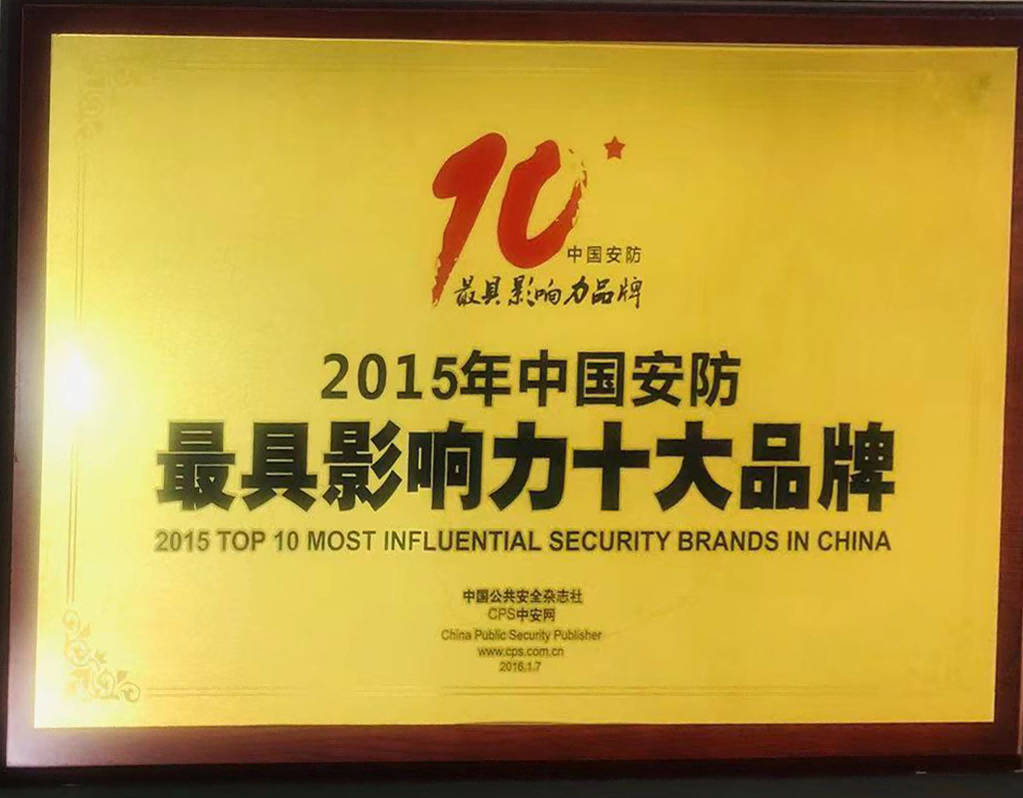 10
中国安防
最具影响力品牌
2015年中国安防
最具影响力十大品牌
2015 TOP 10 MOST INFLUENTIAL SECURITY BRANDS IN CHINA
中国公共安全杂志社
CPS中安网
China Public Security Publisher
www.cps.com.cn
2016.1.7